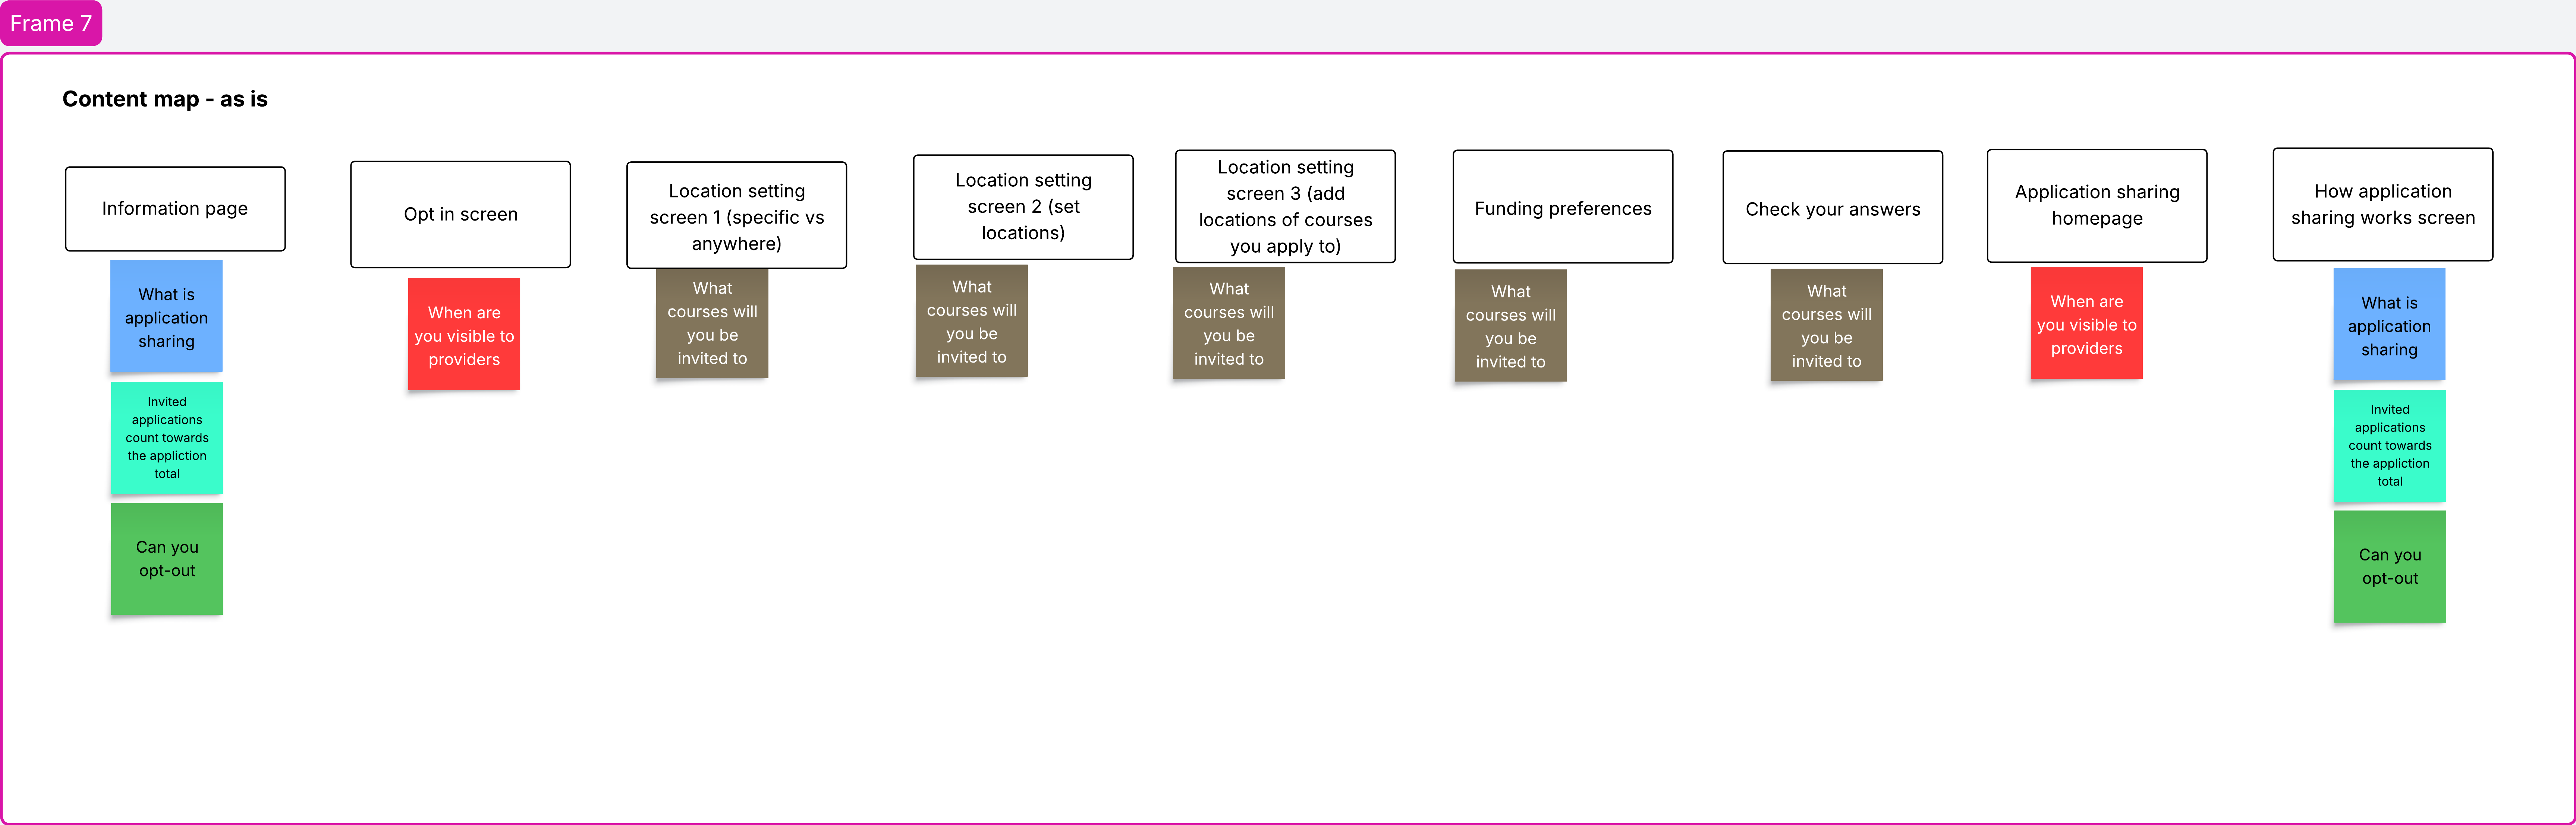 Frame 7
Content map - as is
Information page
What is
application
sharing
Invited
applications
count towards
the appliction
total
Can you
opt-out
Opt in screen
When are
you visible to
providers
Location setting
screen 1 (specific vs
anywhere)
What
courses will
you be
invited to
Location setting
screen 2 (set
locations)
What
courses will
you be
invited to
Location setting
screen 3 (add
locations of courses
you apply to)
What
courses will
you be
invited to
Funding preferences
What
courses will
you be
invited to
Check your answers
What
courses will
you be
invited to
Application sharing
homepage
When are
you visible to
providers
How application
sharing works screen
What is
application
sharing
Invited
applications
count towards
the appliction
total
Can you
opt-out